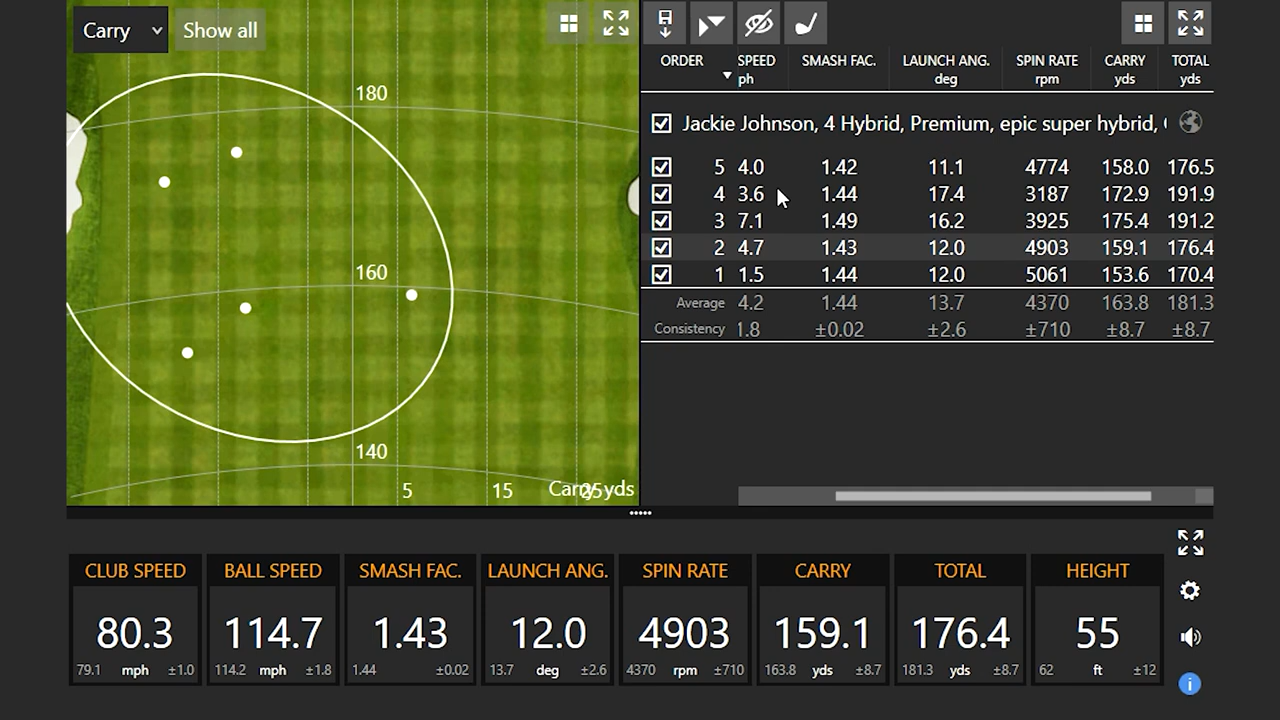 Carry
Show all
180
160
140
5
15
25
Carry yds
ORDER
SPEED
ph
SMASH FAC.
LAUNCH ANG.
deg
SPIN RATE
rpm
CARRY
yds
TOTAL
yds
Jackie Johnson, 4 Hybrid, Premium, epic super hybrid,
5 4.0 1.42 11.1 4774 158.0 176.5
4 3.6 1.44 17.4 3187 172.9 191.9
3 7.1 1.49 16.2 3925 175.4 191.2
2 4.7 1.43 12.0 4903 159.1 176.4
1 1.5 1.44 12.0 5061 153.6 170.4
Average 4.2 1.44 13.7 4370 163.8 181.3
Consistency 1.8 ±0.02 ±2.6 ±710 ±8.7 ±8.7
CLUB SPEED
80.3
79.1 mph ±1.0
BALL SPEED
114.7
114.2 mph ±1.8
SMASH FAC.
1.43
1.44 ±0.02
LAUNCH ANG.
12.0
13.7 deg ±2.6
SPIN RATE
4903
4370 rpm ±710
CARRY
159.1
163.8 yds ±8.7
TOTAL
176.4
181.3 yds ±8.7
HEIGHT
55
62 ft ±12